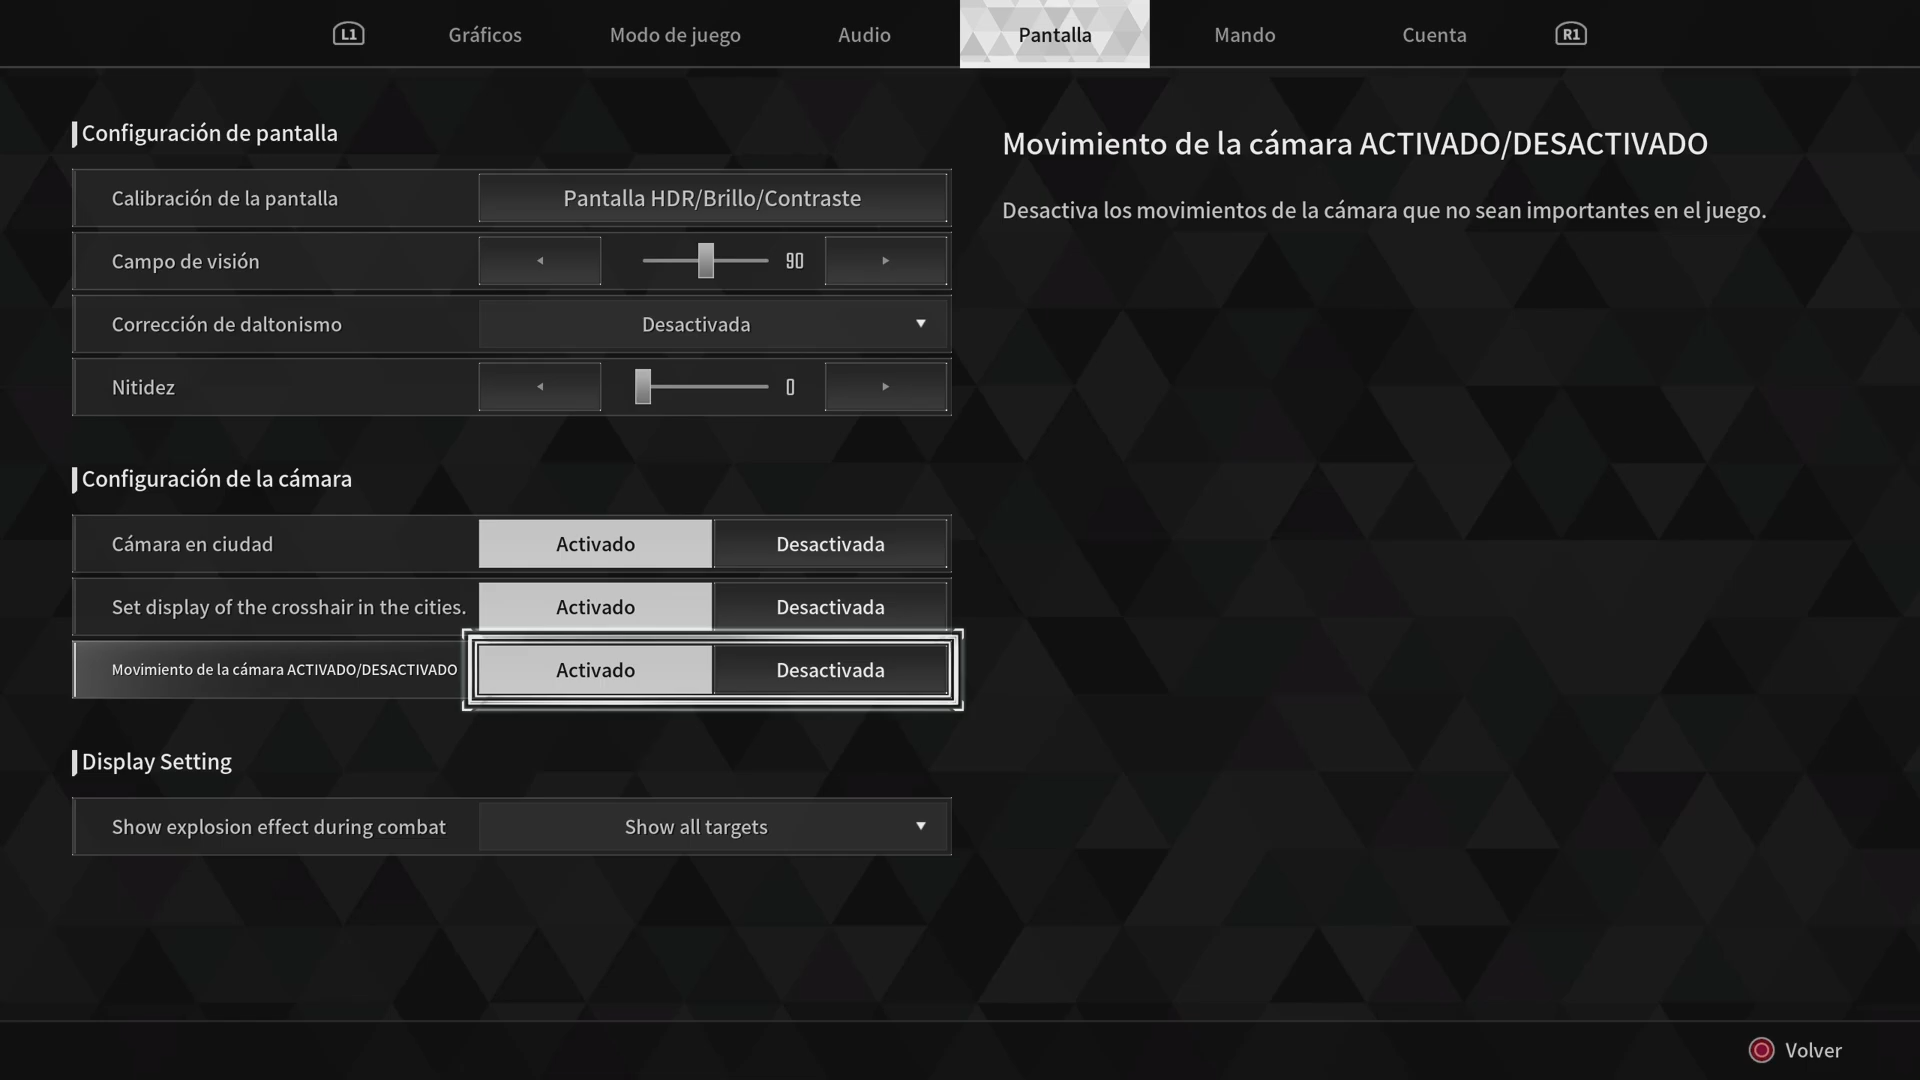 L1
Gráficos
Modo de juego
Audio
Pantalla
Mando
Cuenta
R1
Configuración de pantalla
Calibración de la pantalla
Pantalla HDR/Brillo/Contraste
Campo de visión
90
Corrección de daltonismo
Desactivada
Nitidez
0
Configuración de la cámara
Cámara en ciudad
Activado
Desactivada
Set display of the crosshair in the cities.
Activado
Desactivada
Movimiento de la cámara ACTIVADO/DESACTIVADO
Activado
Desactivada
Display Setting
Show explosion effect during combat
Show all targets
Movimiento de la cámara ACTIVADO/DESACTIVADO
Desactiva los movimientos de la cámara que no sean importantes en el juego.
Volver